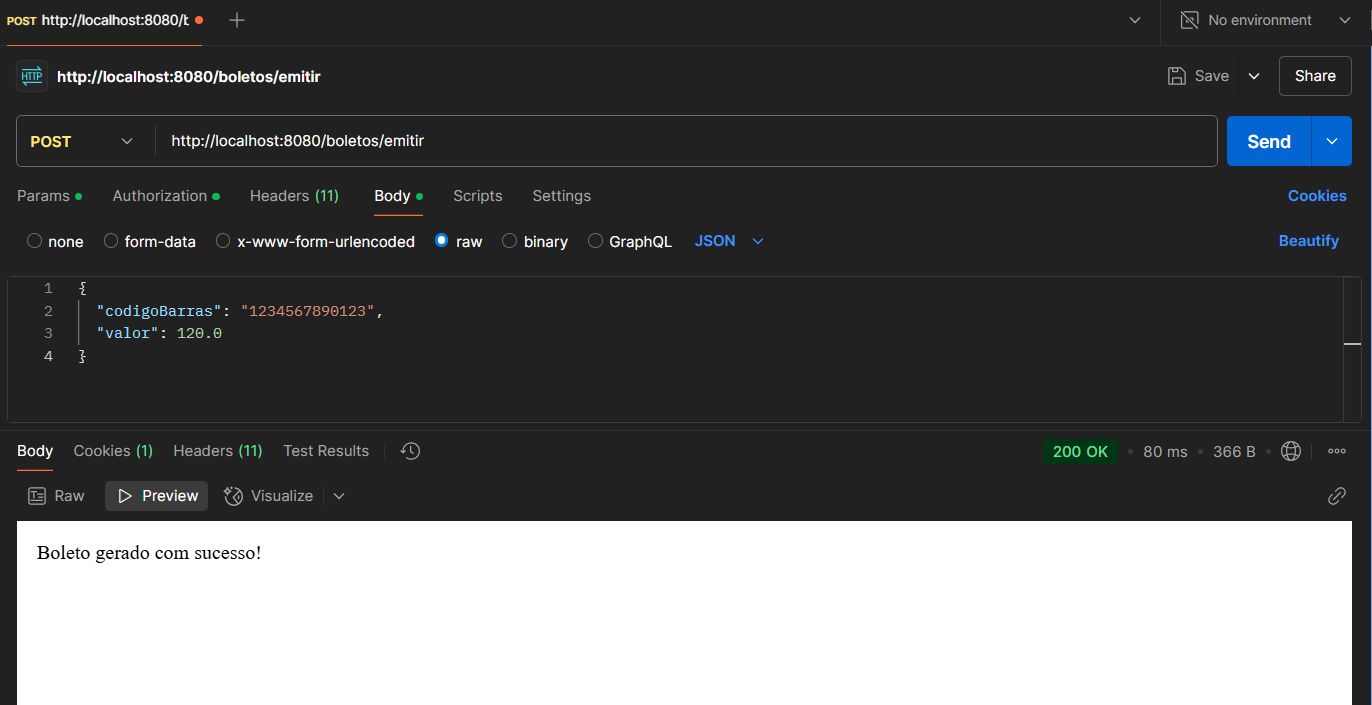 POST http://localhost:8080/b
No environment
HTTP http://localhost:8080/boletos/emitir
Save
Share
POST
http://localhost:8080/boletos/emitir
Send
Params
Authorization
Headers (11)
Body
Scripts
Settings
Cookies
none
form-data
x-www-form-urlencoded
raw
binary
GraphQL
JSON
Beautify
1 {
2 "codigoBarras": "1234567890123",
3 "valor": 120.0
4 }
Body
Cookies (1)
Headers (11)
Test Results
200 OK
80 ms
366 B
Raw
Preview
Visualize
Boleto gerado com sucesso!